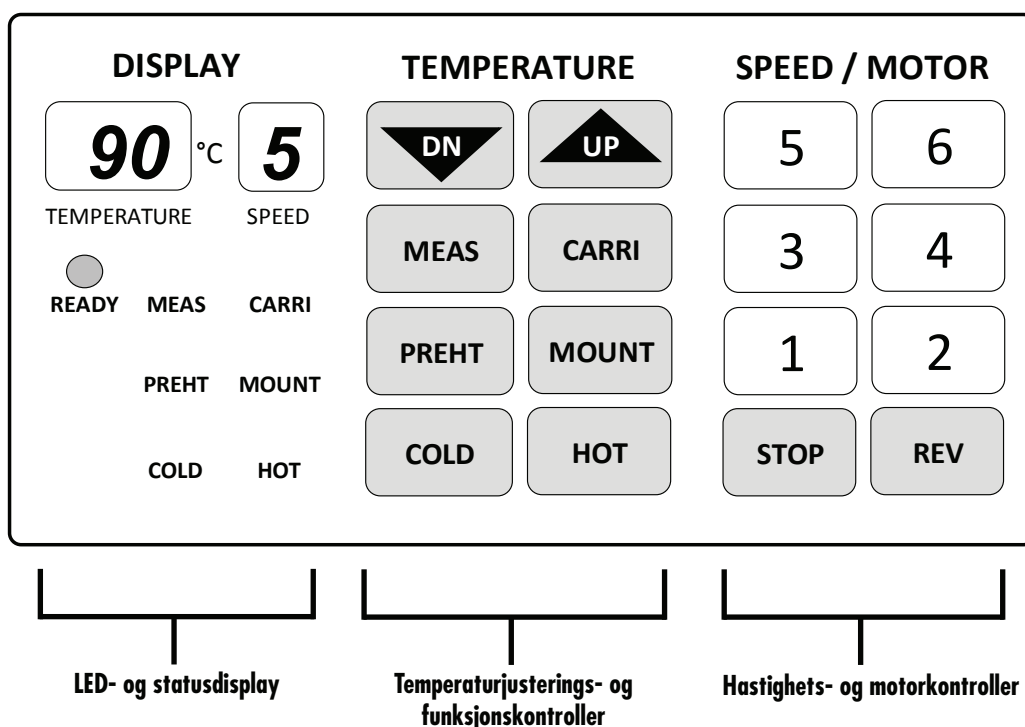 DISPLAY
90 °C 5
TEMPERATURE SPEED
READY MEAS CARRI
PREHT MOUNT
COLD HOT
TEMPERATURE
DN UP
MEAS CARRI
PREHT MOUNT
COLD HOT
SPEED / MOTOR
5 6
3 4
1 2
STOP REV
LED- og statusdisplay
Temperaturjusterings- og
funksjonskontroller
Hastighets- og motorkontroller